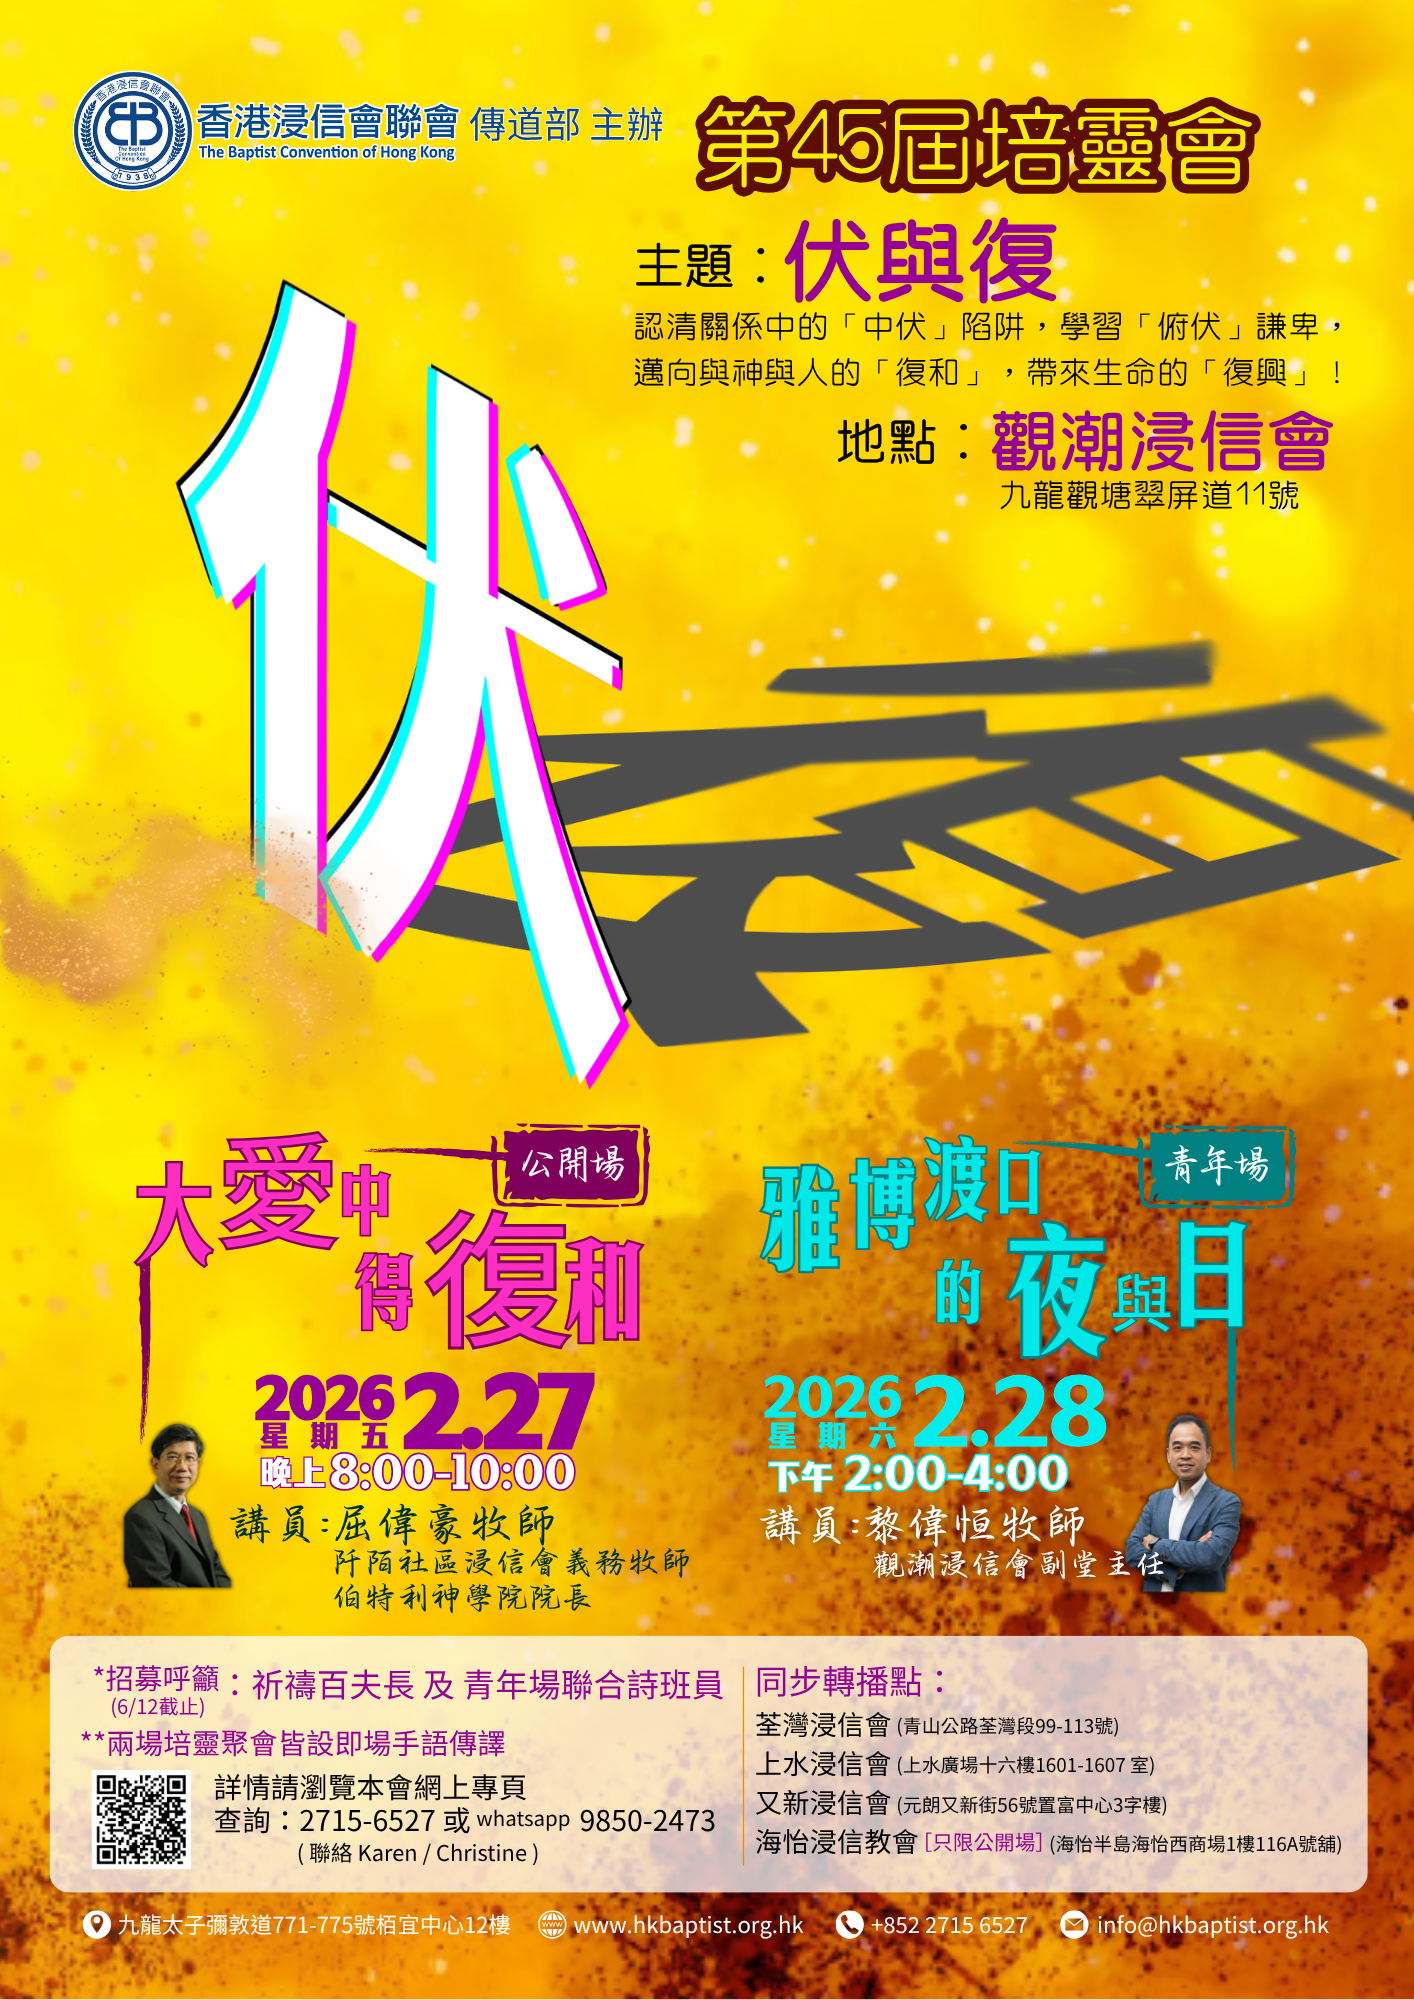 香港浸信會聯會
The Baptist Convention of Hong Kong
1938
香港浸信會聯會 傳道部 主辦
The Baptist Convention of Hong Kong
第45屆培靈會
主題：伏與復
認清關係中的「中伏」陷阱，學習「俯伏」謙卑，
邁向與神與人的「復和」，帶來生命的「復興」！
地點：觀潮浸信會
九龍觀塘翠屏道11號
伏
復
公開場
大愛中
得復和
2026 2.27
星期五
晚上8:00-10:00
講員:屈偉豪牧師
阡陌社區浸信會義務牧師
伯特利神學院院長
青年場
雅博渡口
的夜與日
2026 2.28
星期六
下午2:00-4:00
講員:黎偉恒牧師
觀潮浸信會副堂主任
*招募呼籲：祈禱百夫長 及 青年場聯合詩班員
(6/12截止)
**兩場培靈聚會皆設即場手語傳譯
詳情請瀏覽本會網上專頁
查詢：2715-6527 或 whatsapp 9850-2473
( 聯絡 Karen / Christine )
同步轉播點：
荃灣浸信會 (青山公路荃灣段99-113號)
上水浸信會 (上水廣場十六樓1601-1607 室)
又新浸信會 (元朗又新街56號置富中心3字樓)
海怡浸信教會 [只限公開場] (海怡半島海怡西商場1樓116A號舖)
九龍太子彌敦道771-775號栢宜中心12樓
www.hkbaptist.org.hk
+852 2715 6527
info@hkbaptist.org.hk